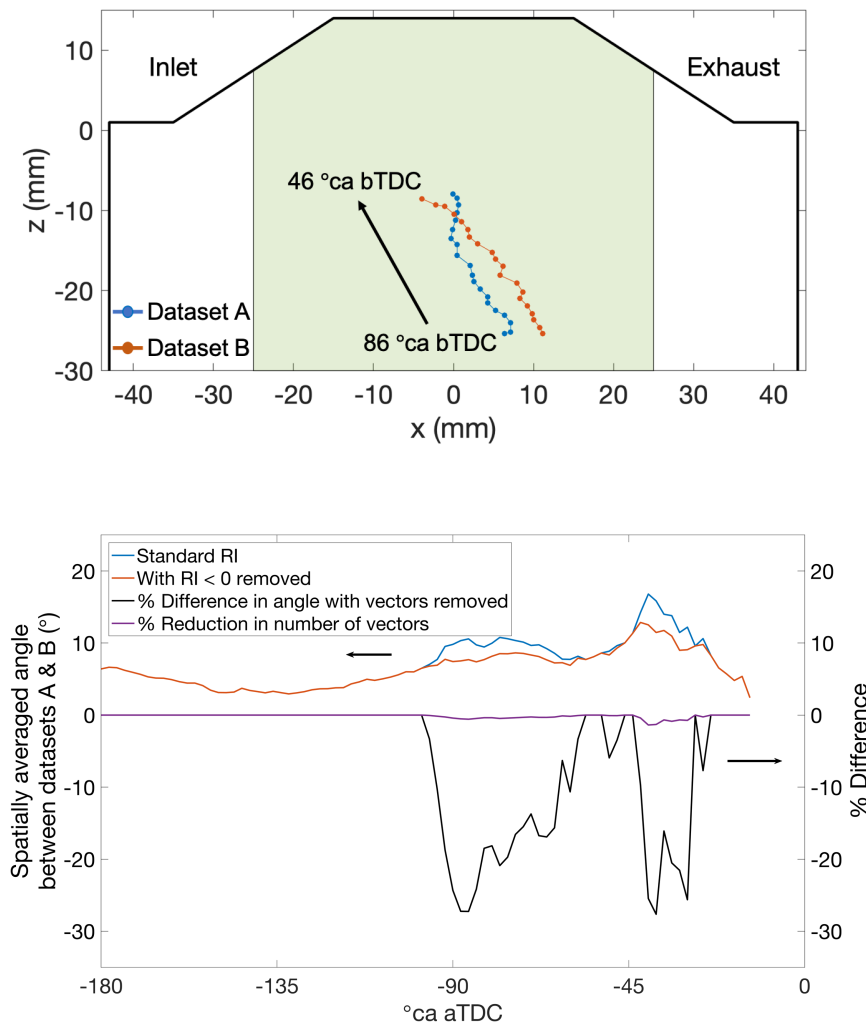 10
0
-10
-20
-30
z (mm)
Inlet
Exhaust
46 °ca bTDC
86 °ca bTDC
Dataset A
Dataset B
-40 -30 -20 -10 0 10 20 30 40
x (mm)
Standard RI
With RI < 0 removed
% Difference in angle with vectors removed
% Reduction in number of vectors
Spatially averaged angle
between datasets A & B (°)
20
10
0
-10
-20
-30
20
10
0
-10
-20
-30
% Difference
-180 -135 -90 -45 0
°ca aTDC